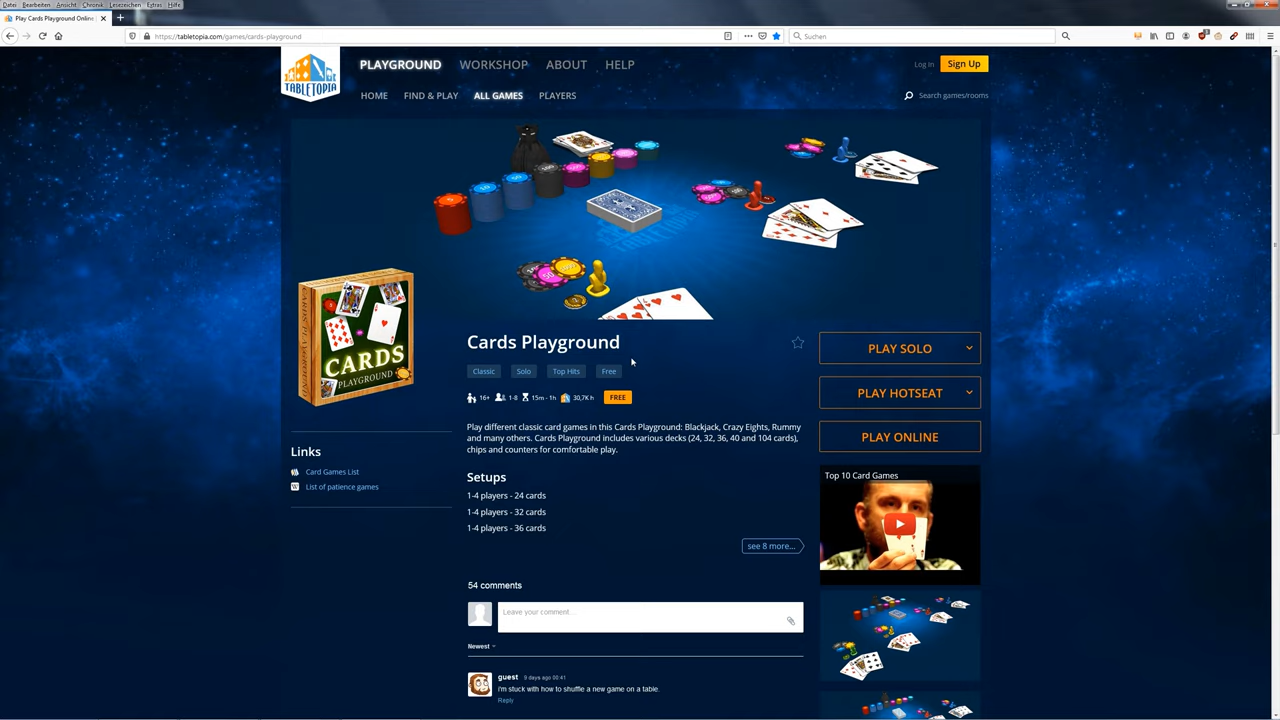 Datei Bearbeiten Ansicht Chronik Lesezeichen Extras Hilfe
Play Cards Playground Online
https://tabletopia.com/games/cards-playground
Suchen
TABLETOPIA
PLAYGROUND WORKSHOP ABOUT HELP
Log in Sign Up
HOME FIND & PLAY ALL GAMES PLAYERS
Search games/rooms
CARDS
PLAYGROUND
Cards Playground
Classic Solo Top Hits Free
16+ 1-8 15m - 1h 30,7K h FREE
Play different classic card games in this Cards Playground: Blackjack, Crazy Eights, Rummy
and many others. Cards Playground includes various decks (24, 32, 36, 40 and 104 cards),
chips and counters for comfortable play.
Links
Card Games List
List of patience games
Setups
1-4 players - 24 cards
1-4 players - 32 cards
1-4 players - 36 cards
see 8 more...
PLAY SOLO
PLAY HOTSEAT
PLAY ONLINE
Top 10 Card Games
54 comments
Leave your comment...
Newest
guest 9 days ago 00:41
i'm stuck with how to shuffle a new game on a table.
Reply